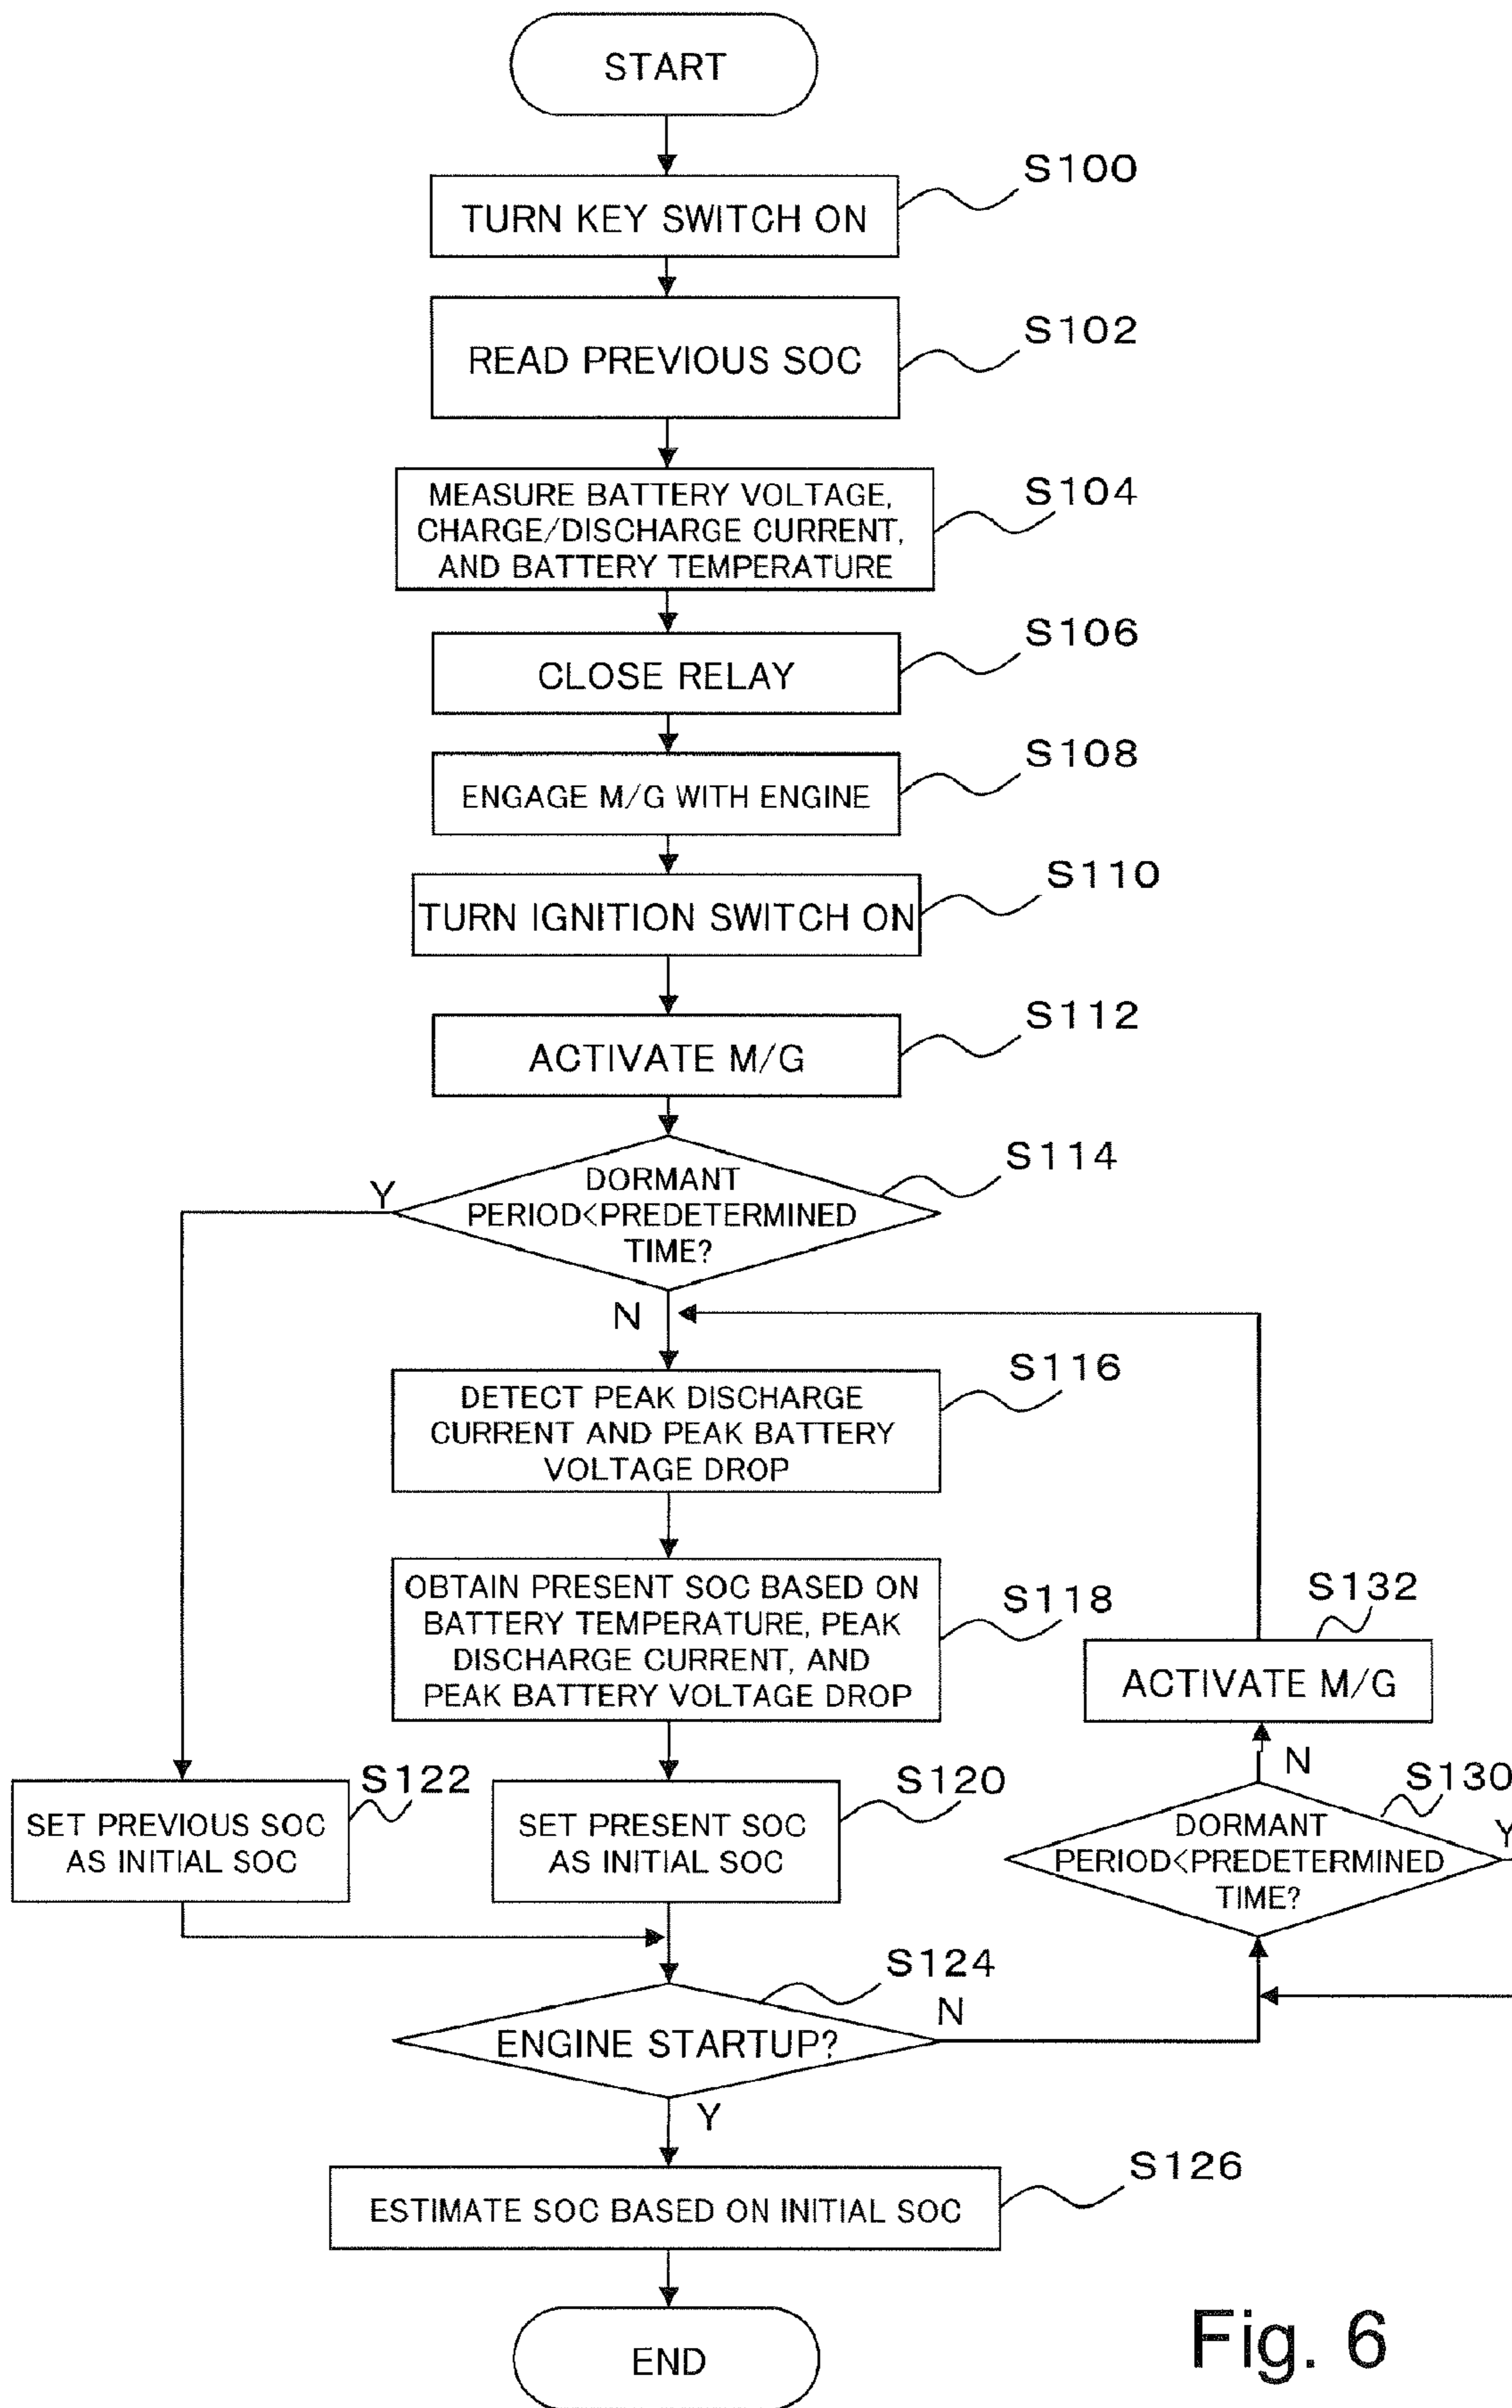 START
S100
TURN KEY SWITCH ON
S102
READ PREVIOUS SOC
S104
MEASURE BATTERY VOLTAGE,
CHARGE/DISCHARGE CURRENT,
AND BATTERY TEMPERATURE
S106
CLOSE RELAY
S108
ENGAGE M/G WITH ENGINE
S110
TURN IGNITION SWITCH ON
S112
ACTIVATE M/G
S114
DORMANT
PERIOD<PREDETERMINED
TIME?
Y
N
S116
DETECT PEAK DISCHARGE
CURRENT AND PEAK BATTERY
VOLTAGE DROP
S118
OBTAIN PRESENT SOC BASED ON
BATTERY TEMPERATURE, PEAK
DISCHARGE CURRENT, AND
PEAK BATTERY VOLTAGE DROP
S132
ACTIVATE M/G
N
S122
SET PREVIOUS SOC
AS INITIAL SOC
S120
SET PRESENT SOC
AS INITIAL SOC
S130
DORMANT
PERIOD<PREDETERMINED
TIME?
Y
S124
ENGINE STARTUP?
N
Y
S126
ESTIMATE SOC BASED ON INITIAL SOC
END
Fig. 6